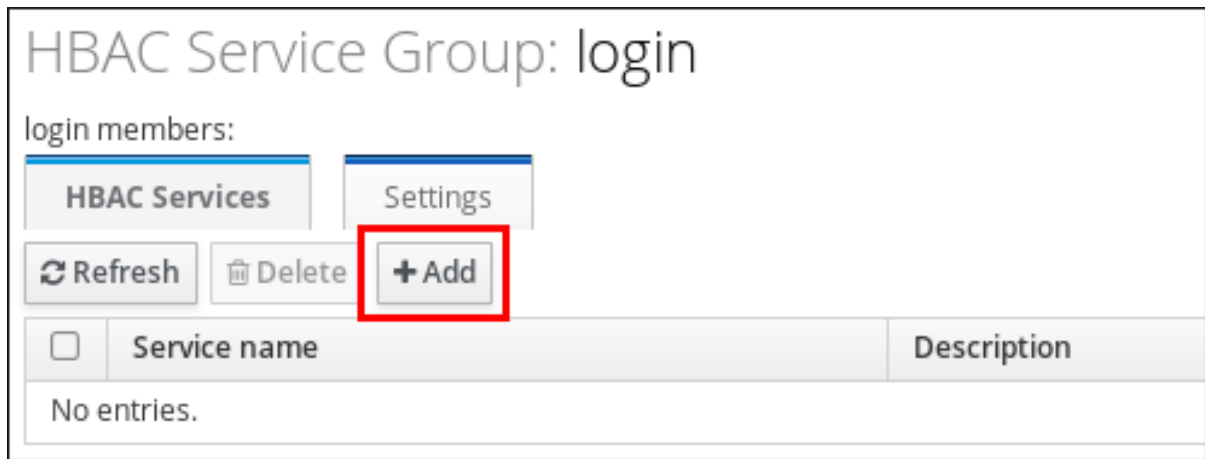 HBAC Service Group: login
login members:
HBAC Services Settings
Refresh Delete + Add
Service name Description
No entries.